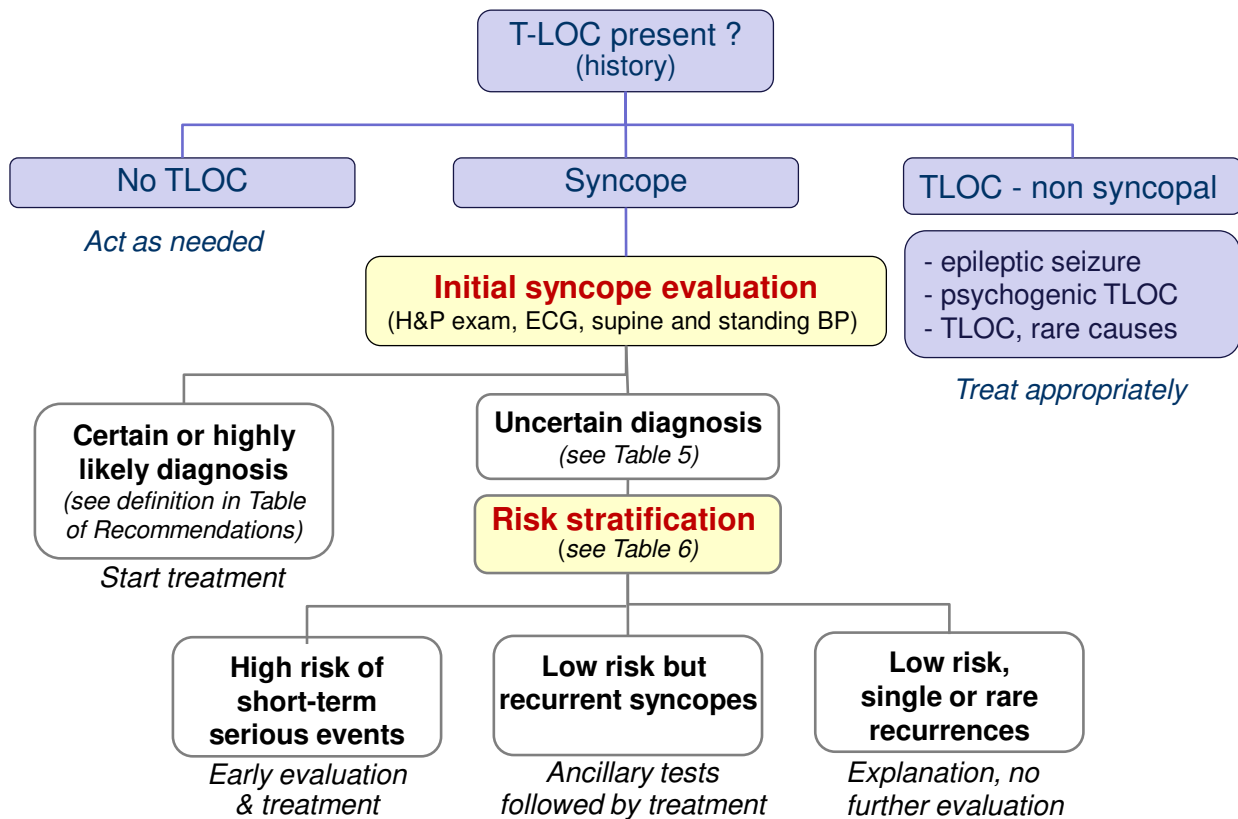 T-LOC present ?
(history)
No TLOC
Syncope
TLOC - non syncopal
Act as needed
- epileptic seizure
- psychogenic TLOC
- TLOC, rare causes
Treat appropriately
Initial syncope evaluation
(H&P exam, ECG, supine and standing BP)
Certain or highly
likely diagnosis
(see definition in Table
of Recommendations)
Start treatment
Uncertain diagnosis
(see Table 5)
Risk stratification
(see Table 6)
High risk of
short-term
serious events
Early evaluation
& treatment
Low risk but
recurrent syncopes
Ancillary tests
followed by treatment
Low risk,
single or rare
recurrences
Explanation, no
further evaluation